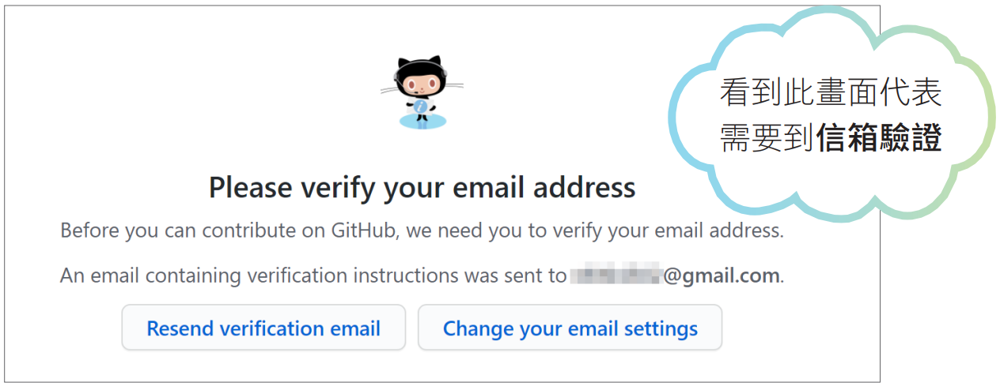 看到此畫面代表
需要到信箱驗證
Please verify your email address
Before you can contribute on GitHub, we need you to verify your email address.
An email containing verification instructions was sent to @gmail.com.
Resend verification email
Change your email settings